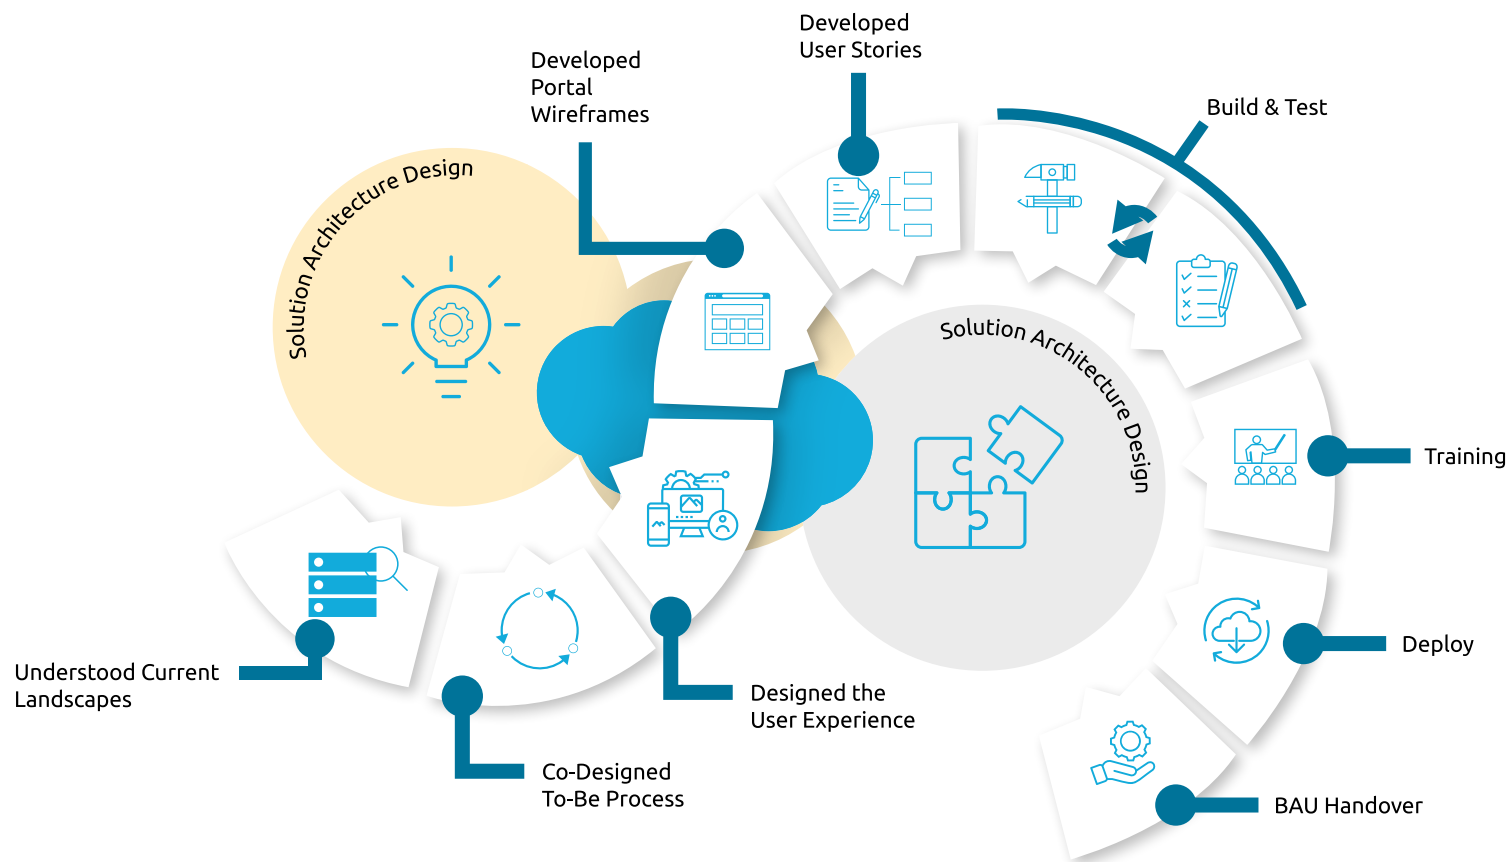 Developed
User Stories
Developed
Portal
Wireframes
Build & Test
Solution Architecture Design
Solution Architecture Design
Training
Understood Current
Landscapes
Deploy
Designed the
User Experience
Co-Designed
To-Be Process
BAU Handover